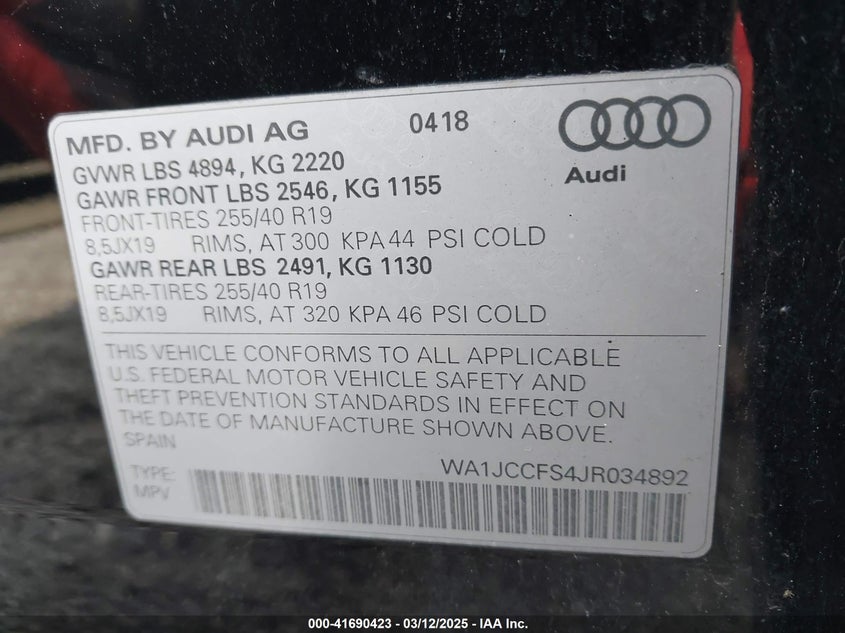 MFD. BY AUDI AG 0418
Audi
GVWR LBS 4894, KG 2220
GAWR FRONT LBS 2546, KG 1155
FRONT-TIRES 255/40 R19
8,5JX19 RIMS, AT 300 KPA 44 PSI COLD
GAWR REAR LBS 2491, KG 1130
REAR-TIRES 255/40 R19
8,5JX19 RIMS, AT 320 KPA 46 PSI COLD
THIS VEHICLE CONFORMS TO ALL APPLICABLE
U.S. FEDERAL MOTOR VEHICLE SAFETY AND
THEFT PREVENTION STANDARDS IN EFFECT ON
THE DATE OF MANUFACTURE SHOWN ABOVE.
SPAIN
WA1JCCFS4JR034892
TYPE:
MPV
000-41690423 - 03/12/2025 - IAA Inc.